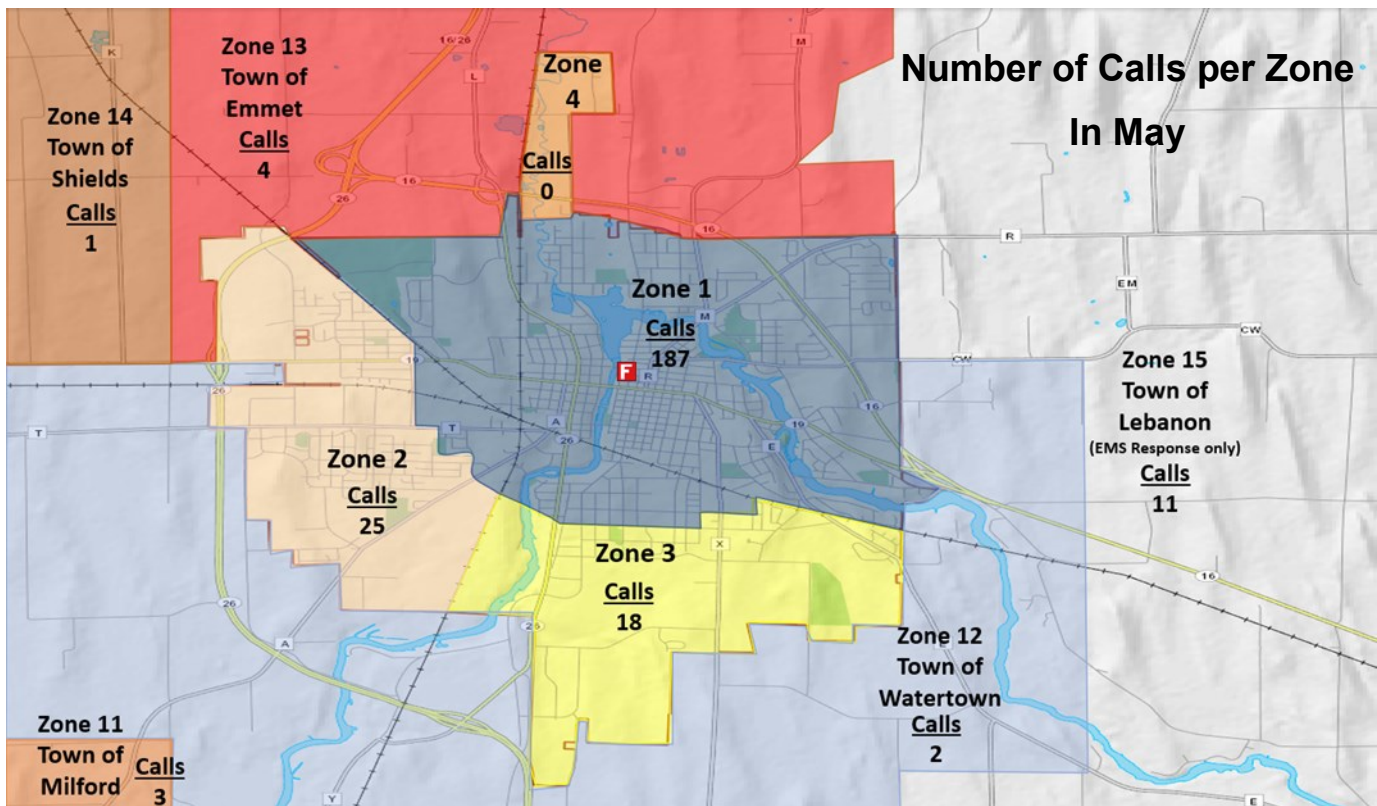 Number of Calls per Zone
In May
Zone 14
Town of
Shields
Calls
1
Zone 13
Town of
Emmet
Calls
4
Zone
4
Calls
0
Zone 1
Calls
187
Zone 2
Calls
25
Zone 3
Calls
18
Zone 15
Town of
Lebanon
(EMS Response only)
Calls
11
Zone 12
Town of
Watertown
Calls
2
Zone 11
Town of
Milford
Calls
3
K
16/26
L
M
16
26
16
R
EM
CW
CW
M
19
F
R
16
26
T
T
A
26
19
E
X
16
26
26
A
E
Y
E